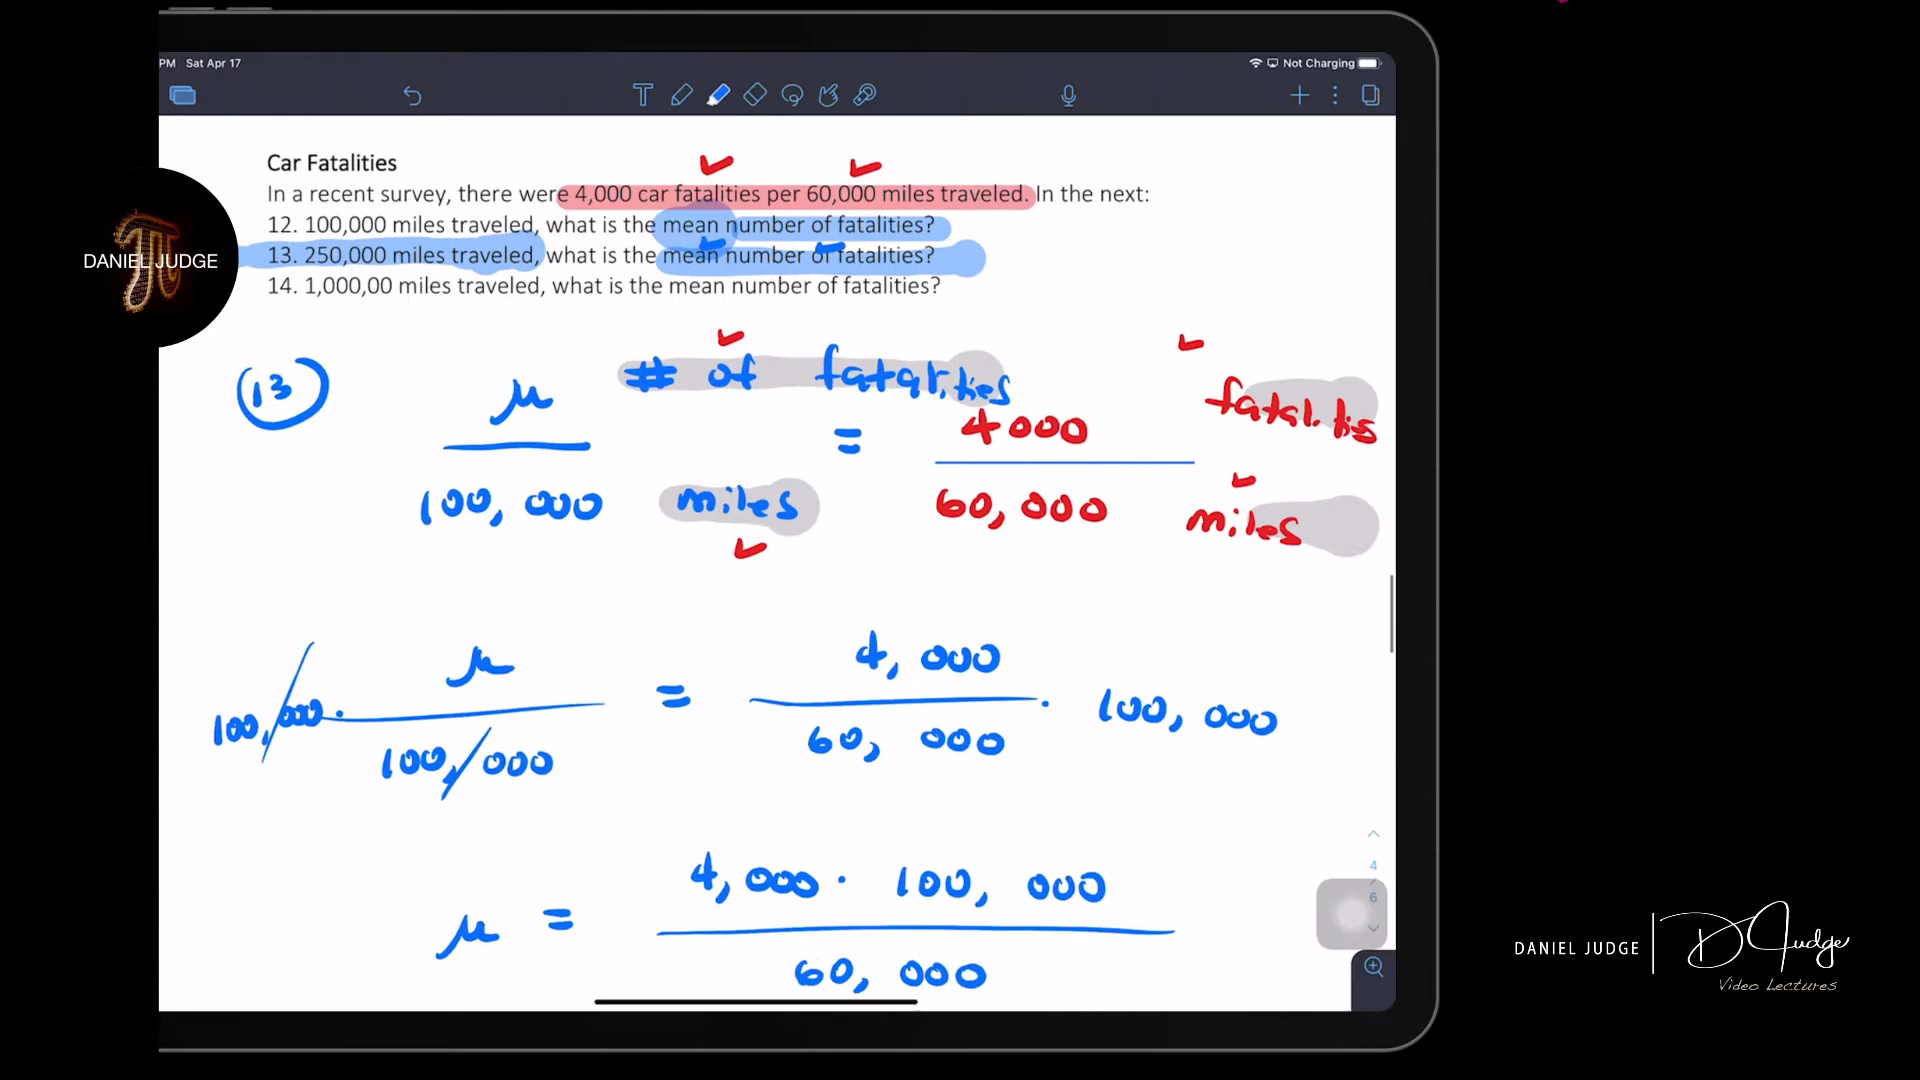 PM Sat Apr 17
Not Charging
Car Fatalities
In a recent survey, there were 4,000 car fatalities per 60,000 miles traveled. In the next:
12. 100,000 miles traveled, what is the mean number of fatalities?
13. 250,000 miles traveled, what is the mean number of fatalities?
14. 1,000,00 miles traveled, what is the mean number of fatalities?
DANIEL JUDGE
13
μ # of fatalities = 4000 fatalities
100,000 miles 60,000 miles
μ = 4,000
100,000 · 100,000 60,000 · 100,000
4,000 · 100,000
μ =
60,000
4
6
DANIEL JUDGE DJudge
Video Lectures